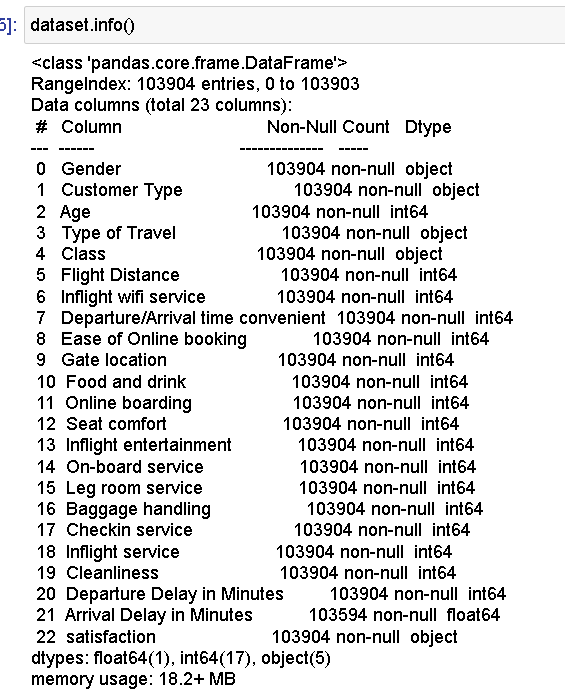 5]: dataset.info()
<class 'pandas.core.frame.DataFrame'>
RangeIndex: 103904 entries, 0 to 103903
Data columns (total 23 columns):
# Column Non-Null Count Dtype
--- ------ -------------- -----
0 Gender 103904 non-null object
1 Customer Type 103904 non-null object
2 Age 103904 non-null int64
3 Type of Travel 103904 non-null object
4 Class 103904 non-null object
5 Flight Distance 103904 non-null int64
6 Inflight wifi service 103904 non-null int64
7 Departure/Arrival time convenient 103904 non-null int64
8 Ease of Online booking 103904 non-null int64
9 Gate location 103904 non-null int64
10 Food and drink 103904 non-null int64
11 Online boarding 103904 non-null int64
12 Seat comfort 103904 non-null int64
13 Inflight entertainment 103904 non-null int64
14 On-board service 103904 non-null int64
15 Leg room service 103904 non-null int64
16 Baggage handling 103904 non-null int64
17 Checkin service 103904 non-null int64
18 Inflight service 103904 non-null int64
19 Cleanliness 103904 non-null int64
20 Departure Delay in Minutes 103904 non-null int64
21 Arrival Delay in Minutes 103594 non-null float64
22 satisfaction 103904 non-null object
dtypes: float64(1), int64(17), object(5)
memory usage: 18.2+ MB